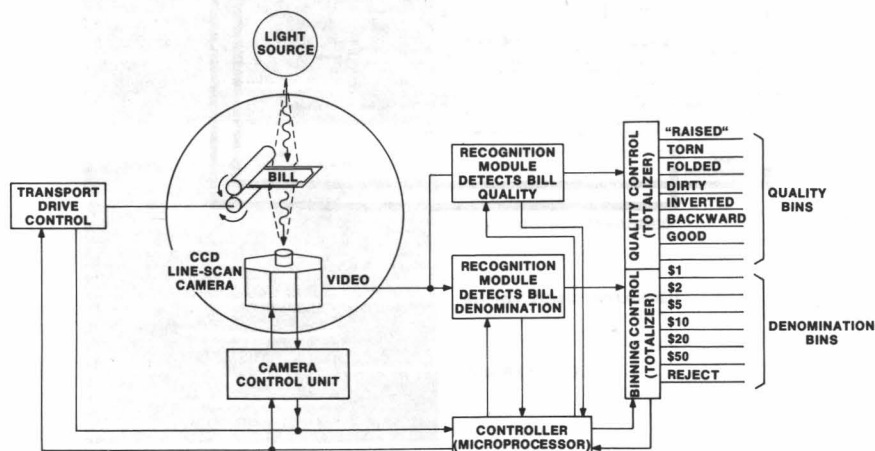 LIGHT
SOURCE
BILL
TRANSPORT
DRIVE
CONTROL
CCD
LINE-SCAN
CAMERA
VIDEO
CAMERA
CONTROL UNIT
RECOGNITION
MODULE
DETECTS BILL
QUALITY
RECOGNITION
MODULE
DETECTS BILL
DENOMINATION
CONTROLLER
(MICROPROCESSOR)
QUALITY CONTROL
(TOTALIZER)
"RAISED"
TORN
FOLDED
DIRTY
INVERTED
BACKWARD
GOOD
QUALITY
BINS
BINNING CONTROL
(TOTALIZER)
$1
$2
$5
$10
$20
$50
REJECT
DENOMINATION
BINS